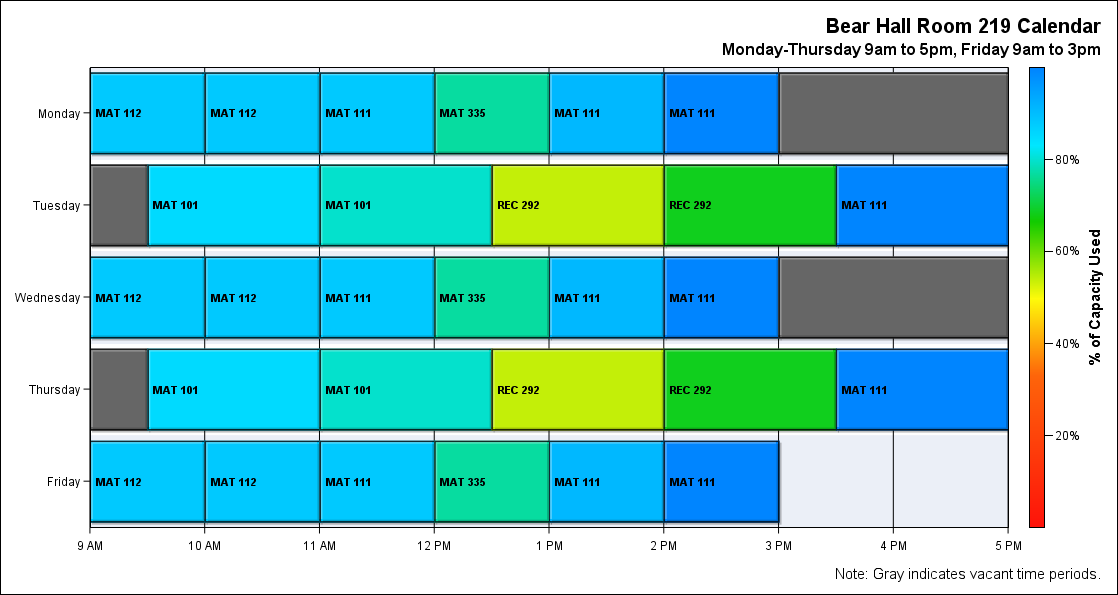 Bear Hall Room 219 Calendar
Monday-Thursday 9am to 5pm, Friday 9am to 3pm
Monday MAT 112 MAT 112 MAT 111 MAT 335 MAT 111 MAT 111
Tuesday MAT 101 MAT 101 REC 292 REC 292 MAT 111
Wednesday MAT 112 MAT 112 MAT 111 MAT 335 MAT 111 MAT 111
Thursday MAT 101 MAT 101 REC 292 REC 292 MAT 111
Friday MAT 112 MAT 112 MAT 111 MAT 335 MAT 111 MAT 111
9 AM 10 AM 11 AM 12 PM 1 PM 2 PM 3 PM 4 PM 5 PM
80%
60%
40%
20%
% of Capacity Used
Note: Gray indicates vacant time periods.